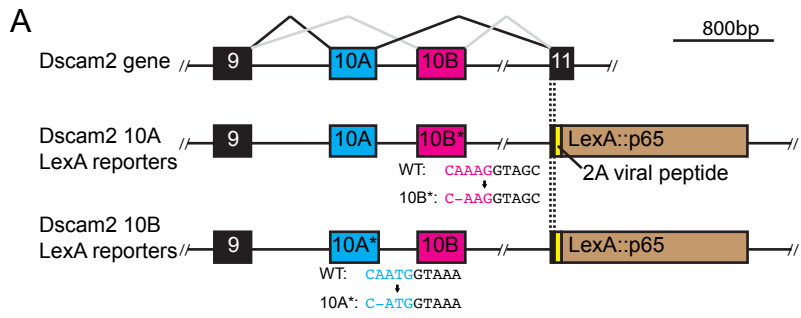 A
800bp
Dscam2 gene
// 9 10A 10B // 11 //
Dscam2 10A
LexA reporters
// 9 10A 10B* // LexA::p65 //
WT: CAAAGGTAGC
2A viral peptide
10B*: C-AAGGTAGC
Dscam2 10B
LexA reporters
// 9 10A* 10B // LexA::p65 //
WT: CAATGGTAAA
10A*: C-ATGGTAAA